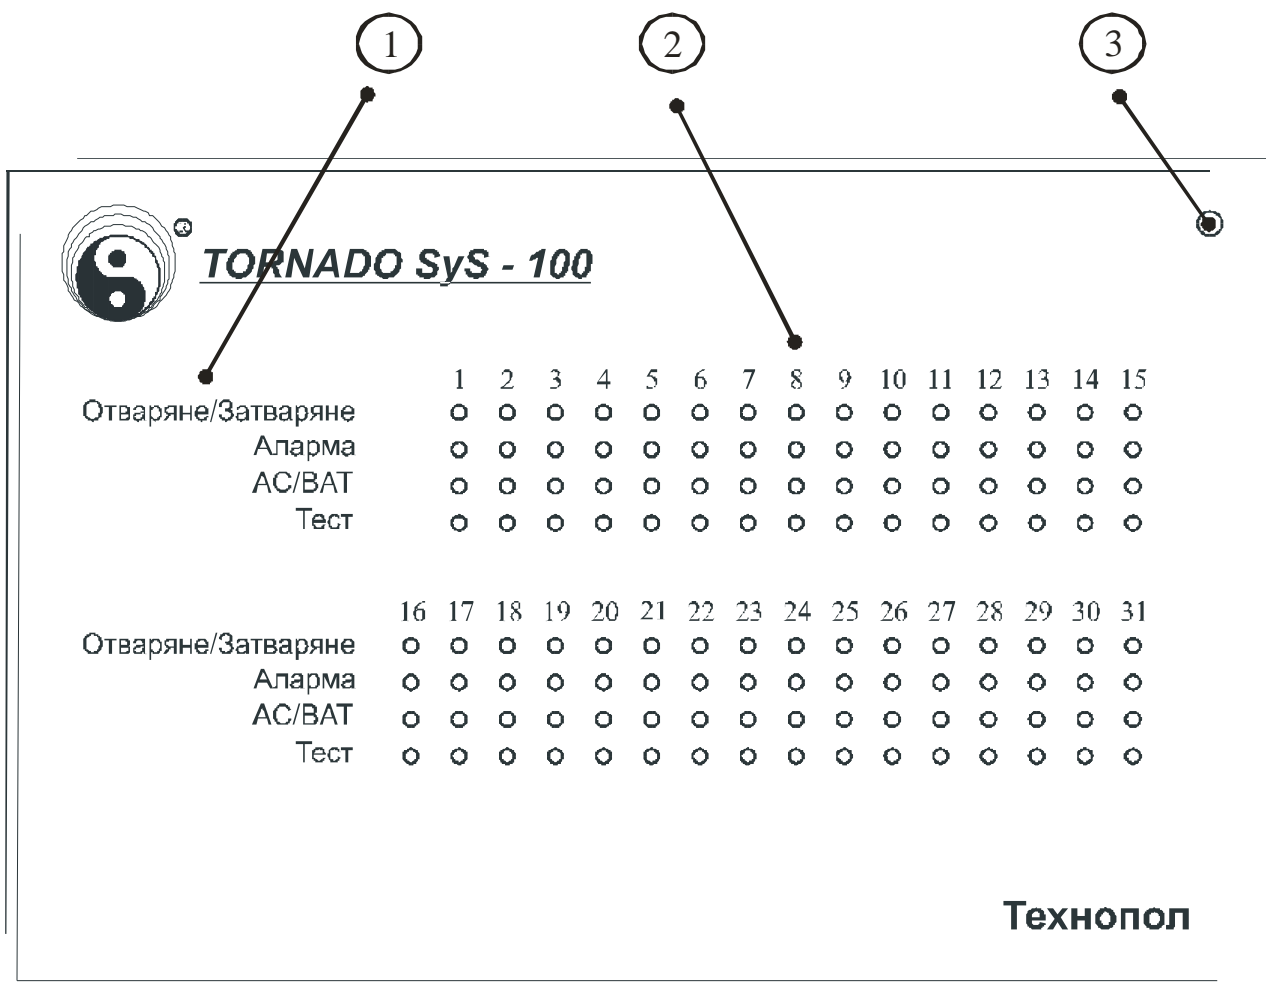 1 2 3
®
TORNADO SyS - 100
1 2 3 4 5 6 7 8 9 10 11 12 13 14 15
Отваряне/Затваряне
Аларма
AC/BAT
Тест
16 17 18 19 20 21 22 23 24 25 26 27 28 29 30 31
Отваряне/Затваряне
Аларма
AC/BAT
Тест
Технопол